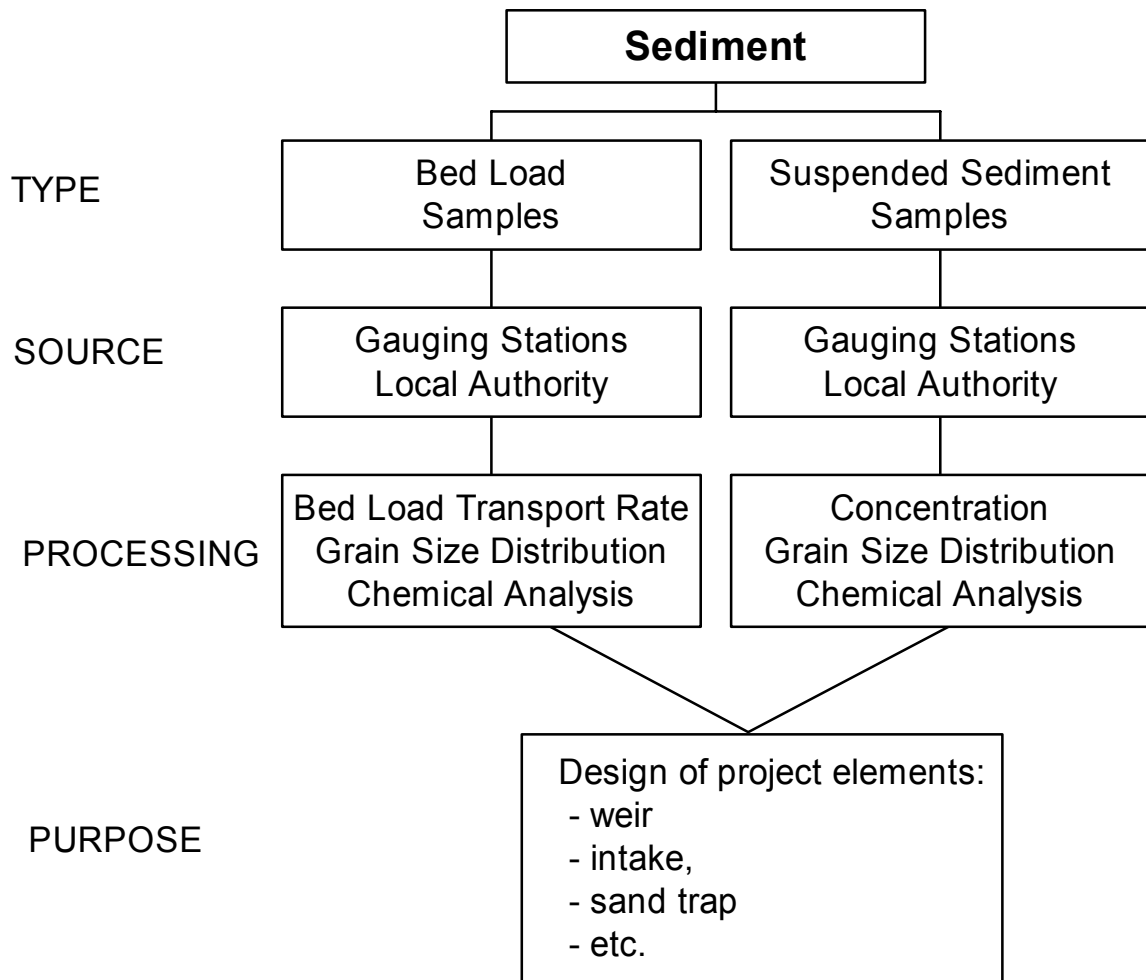 Sediment
TYPE
Bed Load
Samples
Suspended Sediment
Samples
SOURCE
Gauging Stations
Local Authority
Gauging Stations
Local Authority
PROCESSING
Bed Load Transport Rate
Grain Size Distribution
Chemical Analysis
Concentration
Grain Size Distribution
Chemical Analysis
PURPOSE
Design of project elements:
- weir
- intake,
- sand trap
- etc.